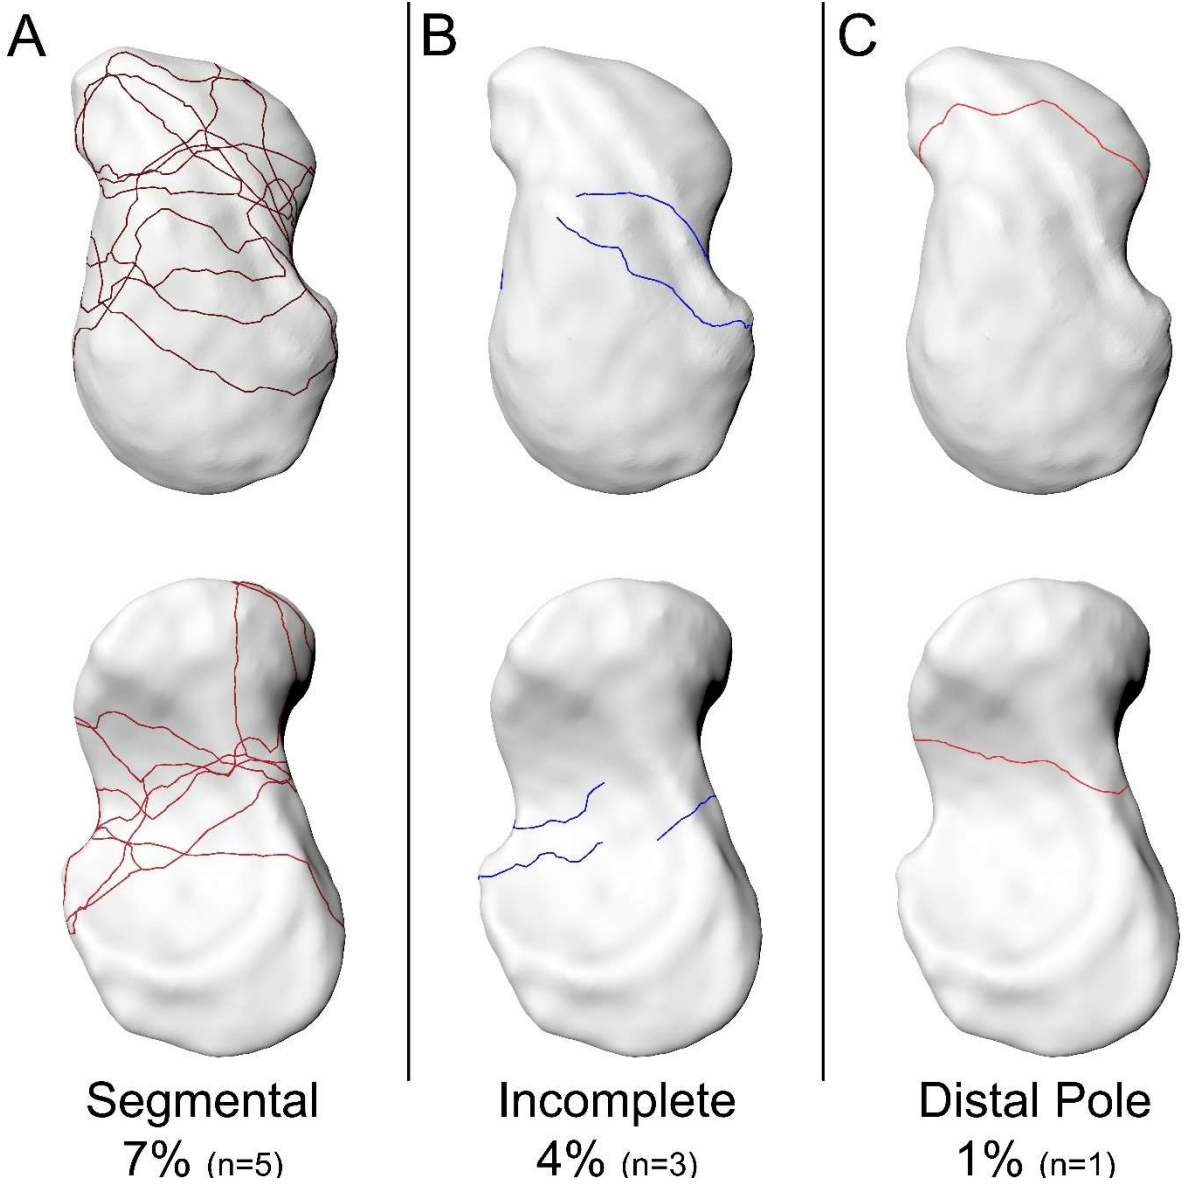 A
B
C
Segmental
7% (n=5)
Incomplete
4% (n=3)
Distal Pole
1% (n=1)